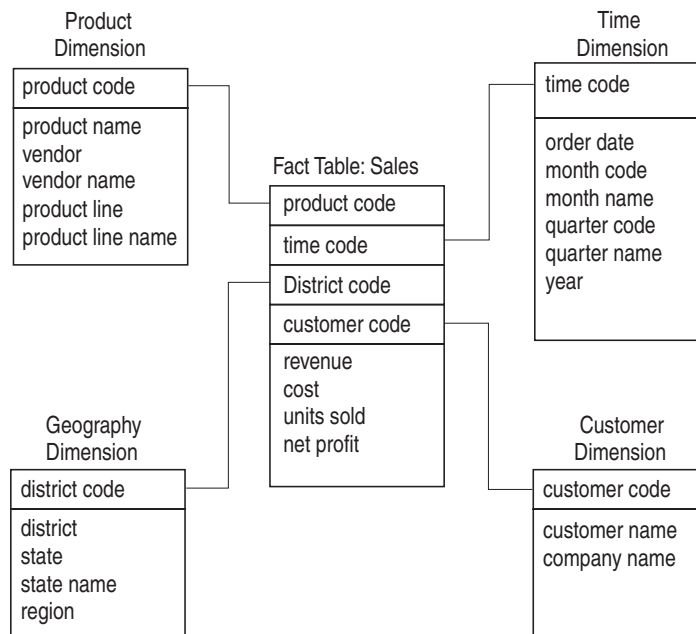 Product
Dimension
product code
product name
vendor
vendor name
product line
product line name
Time
Dimension
time code
order date
month code
month name
quarter code
quarter name
year
Fact Table: Sales
product code
time code
District code
customer code
revenue
cost
units sold
net profit
Geography
Dimension
district code
district
state
state name
region
Customer
Dimension
customer code
customer name
company name